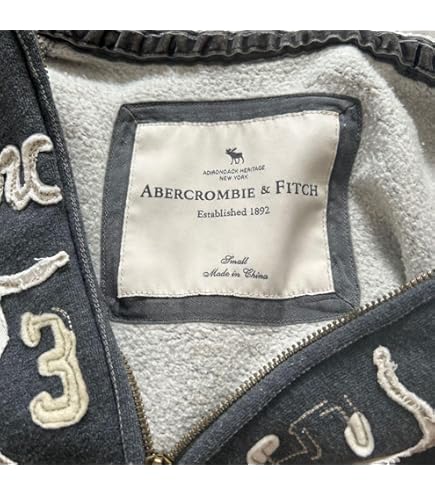 ADIRONDACK HERITAGE
NEW YORK
ABERCROMBIE & FITCH
Established 1892
Small
Made in China
3